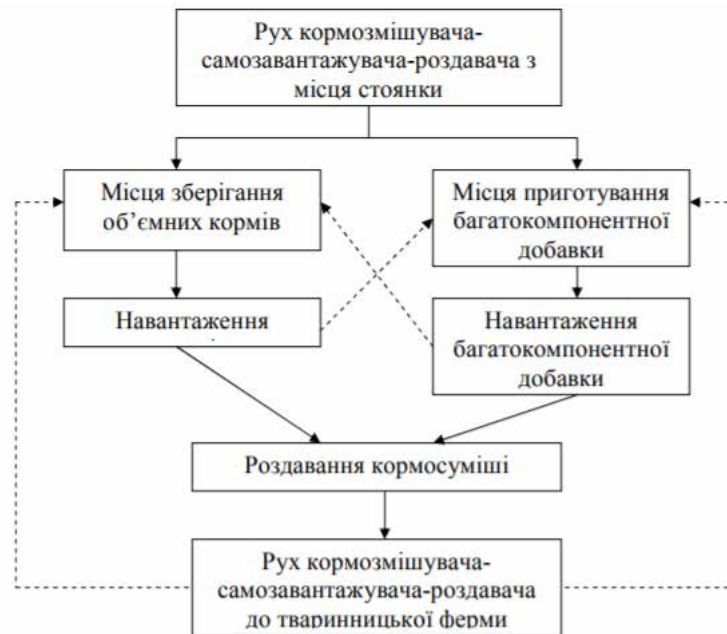 Рух кормозмішувача-
самозавантажувача-роздавача з
місця стоянки
Місця зберігання
об’ємних кормів
Місця приготування
багатокомпонентної
добавки
Навантаження
Навантаження
багатокомпонентної
добавки
Роздавання кормосуміші
Рух кормозмішувача-
самозавантажувача-роздавача
до тваринницької ферми